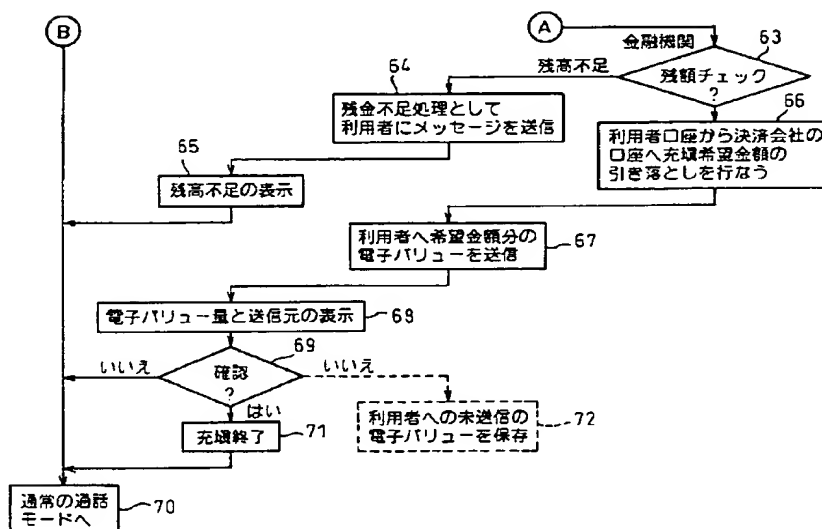 B
A
金融機関
63
残高不足
残額チェック
?
64
残金不足処理として
利用者にメッセージを送信
66
利用者口座から決済会社の
口座へ充塡希望金額の
引き落としを行なう
65
残高不足の表示
利用者へ希望金額分の
電子バリューを送信
67
電子バリュー量と送信元の表示
68
69
いいえ
確認
?
いいえ
はい
充塡終了
71
利用者への未送信の
電子バリューを保存
72
通常の通話
モードへ
70